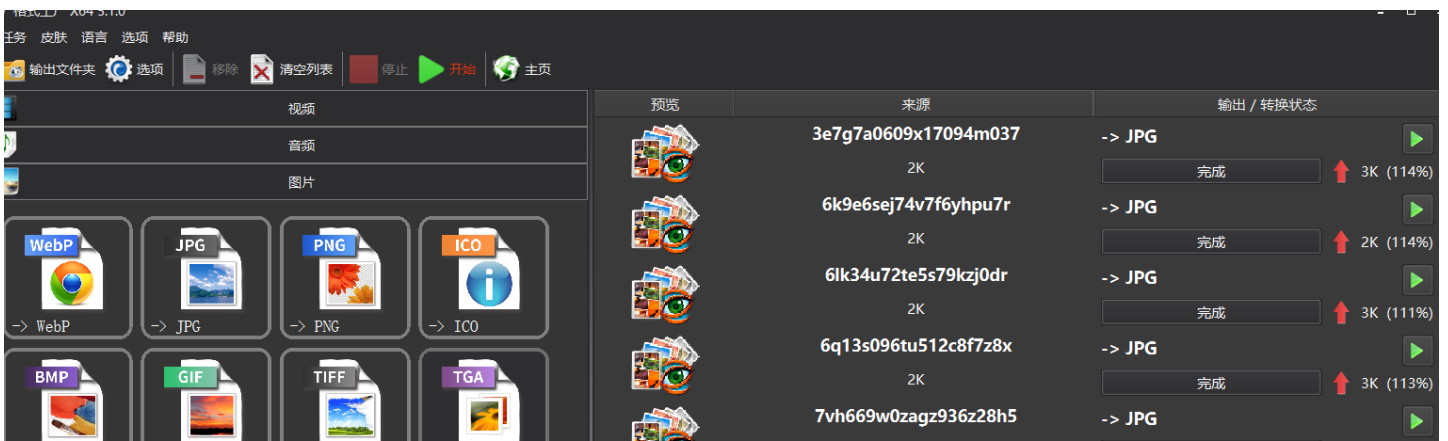 格式工厂 X64 5.1.0
任务 皮肤 语言 选项 帮助
输出文件夹 选项 移除 清空列表 停止 开始 主页
视频
音频
图片
WebP JPG PNG ICO
-> WebP -> JPG -> PNG -> ICO
BMP GIF TIFF TGA
预览 来源 输出 / 转换状态
3e7g7a0609x17094m037 -> JPG
2K 完成 3K (114%)
6k9e6sej74v7f6yhpu7r -> JPG
2K 完成 2K (114%)
6lk34u72te5s79kzj0dr -> JPG
2K 完成 3K (111%)
6q13s096tu512c8f7z8x -> JPG
2K 完成 3K (113%)
7vh669w0zagz936z28h5 -> JPG